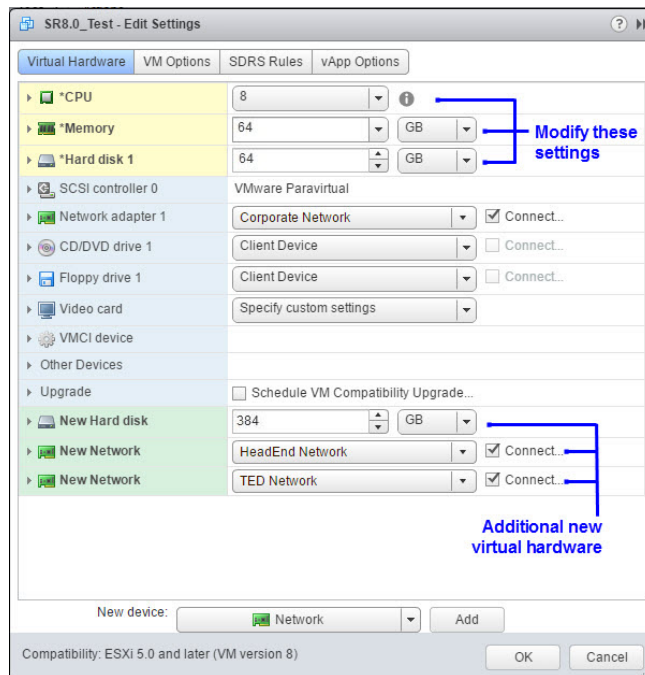 SR8.0_Test - Edit Settings ?
Virtual Hardware VM Options SDRS Rules vApp Options
*CPU 8
*Memory 64 GB
*Hard disk 1 64 GB
Modify these
settings
SCSI controller 0 VMware Paravirtual
Network adapter 1 Corporate Network Connect...
CD/DVD drive 1 Client Device Connect...
Floppy drive 1 Client Device Connect...
Video card Specify custom settings
VMCI device
Other Devices
Upgrade Schedule VM Compatibility Upgrade...
New Hard disk 384 GB
New Network HeadEnd Network Connect...
New Network TED Network Connect...
Additional new
virtual hardware
New device: Network Add
Compatibility: ESXi 5.0 and later (VM version 8) OK Cancel